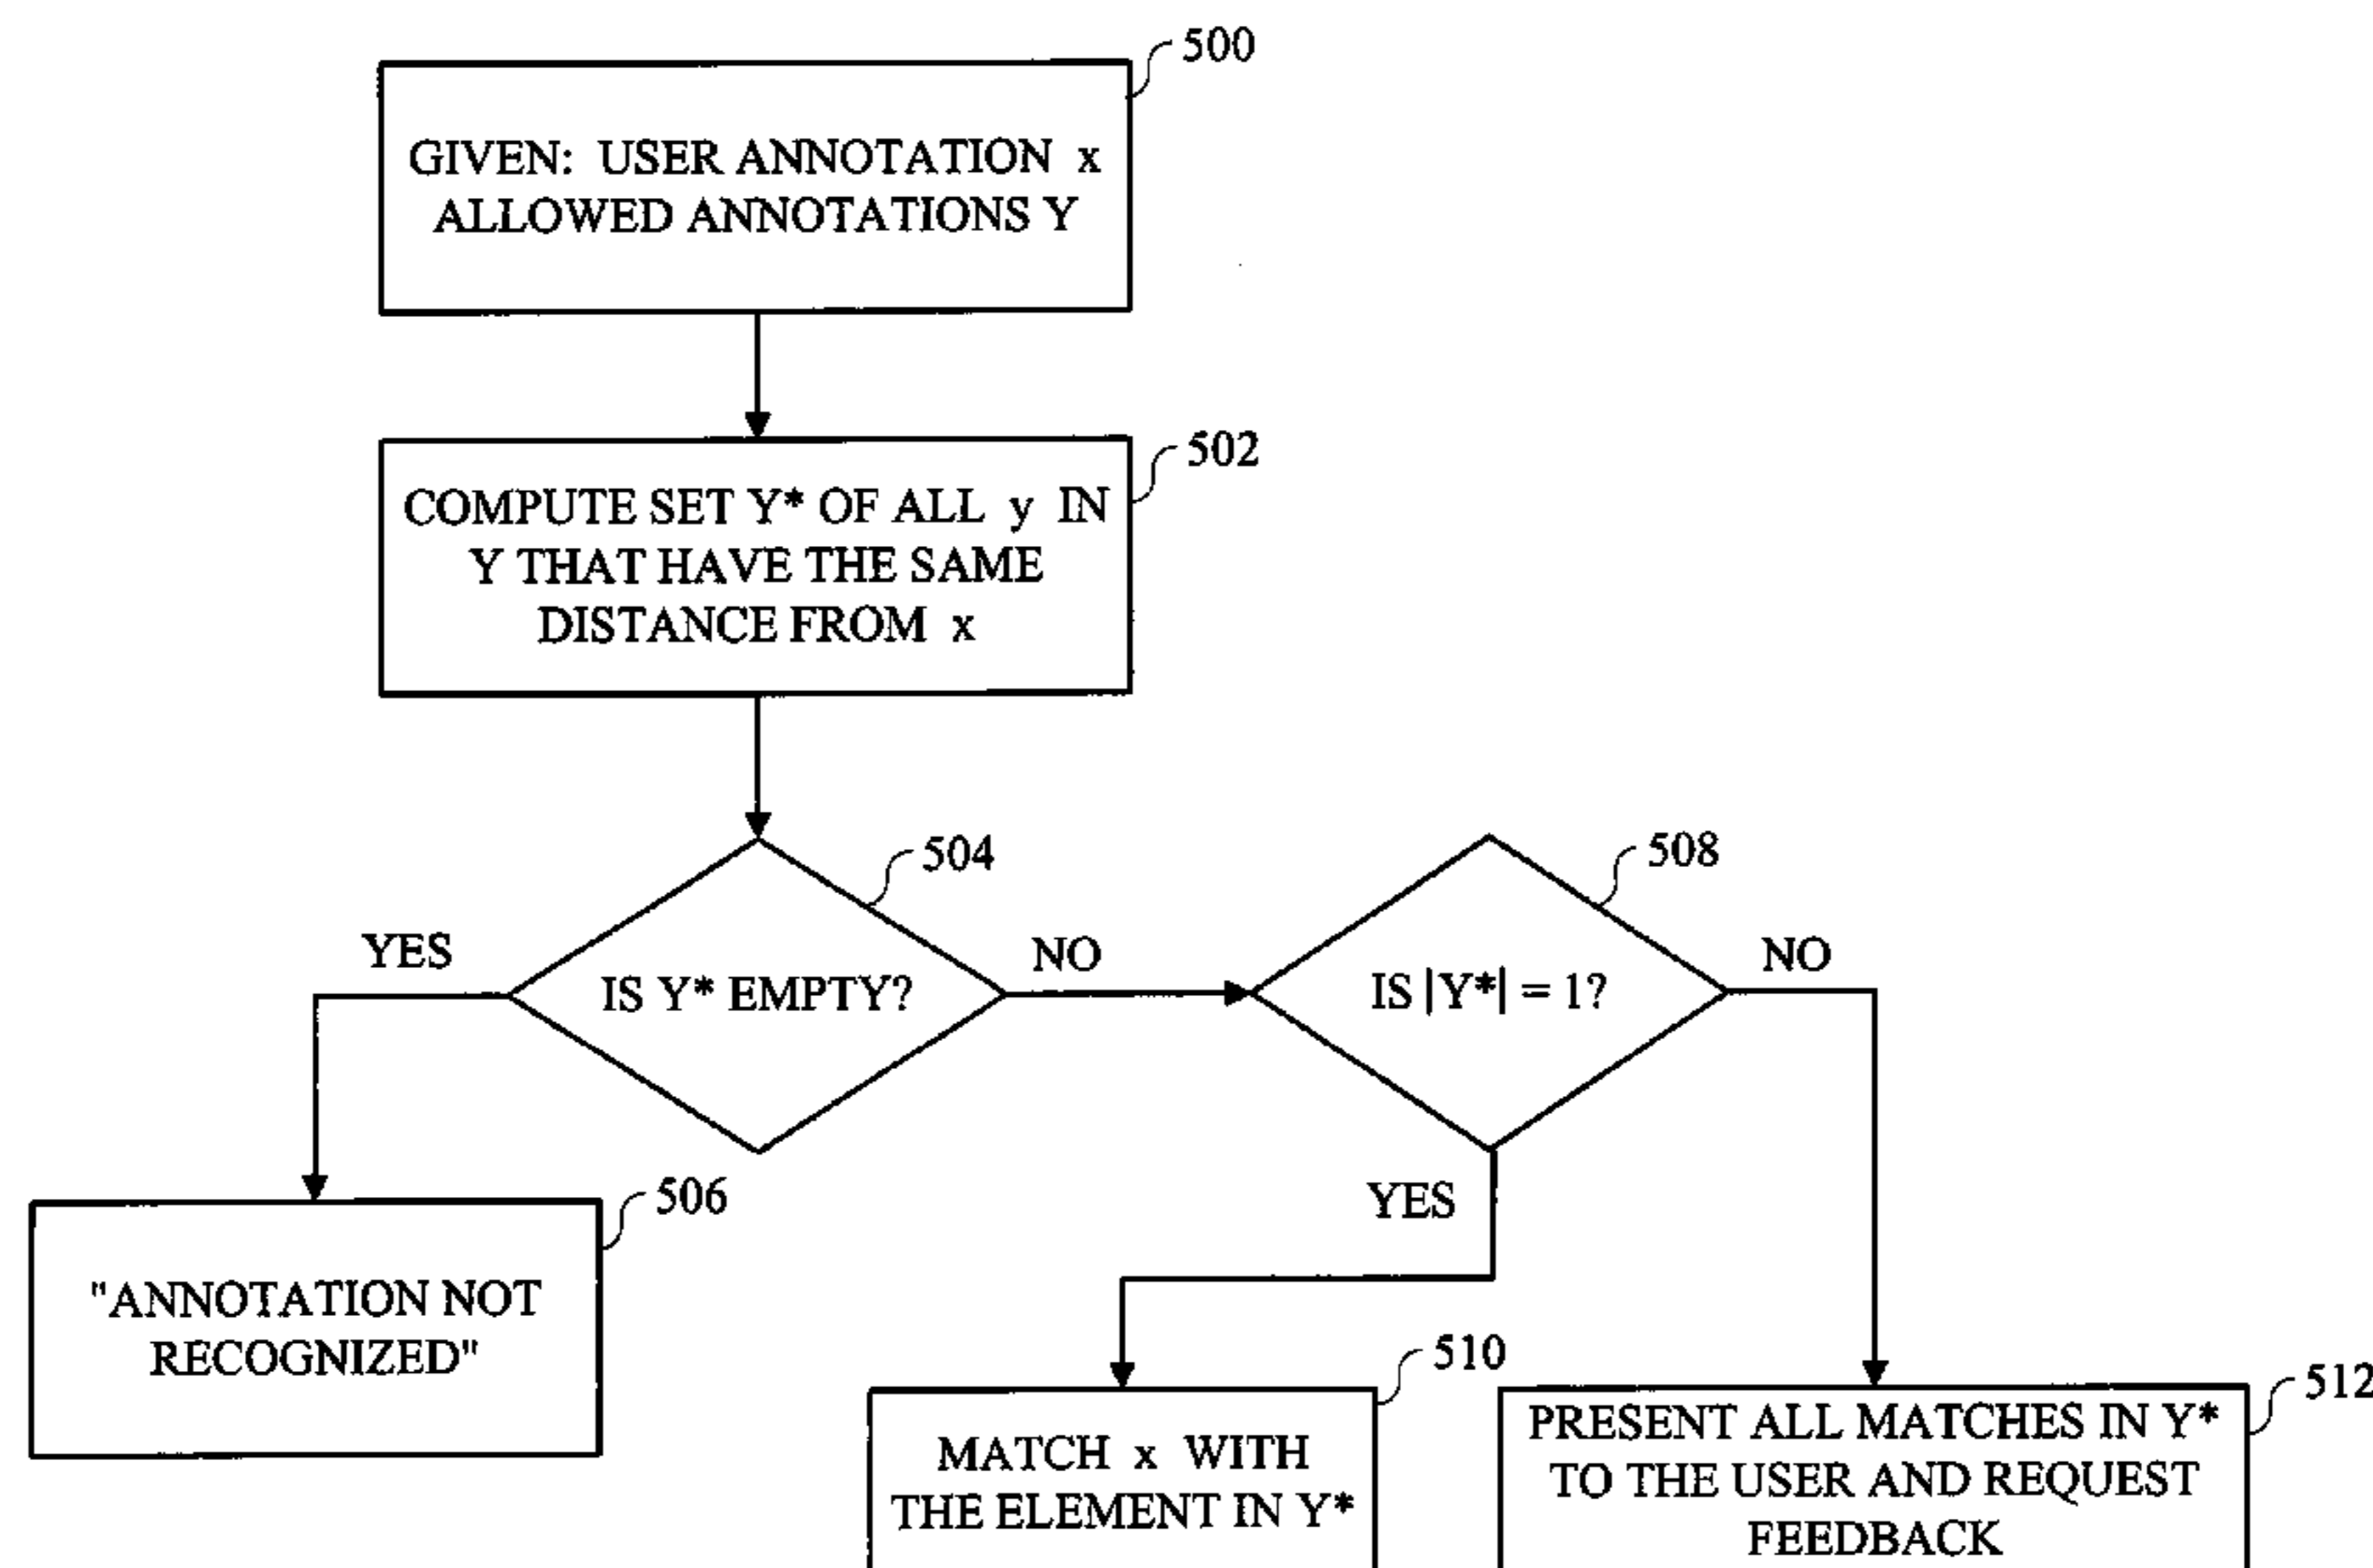 500
GIVEN: USER ANNOTATION x
ALLOWED ANNOTATIONS Y
502
COMPUTE SET Y* OF ALL y IN
Y THAT HAVE THE SAME
DISTANCE FROM x
504
508
YES
IS Y* EMPTY?
NO
IS |Y*| = 1?
NO
506
YES
"ANNOTATION NOT
RECOGNIZED"
510
MATCH x WITH
THE ELEMENT IN Y*
512
PRESENT ALL MATCHES IN Y*
TO THE USER AND REQUEST
FEEDBACK